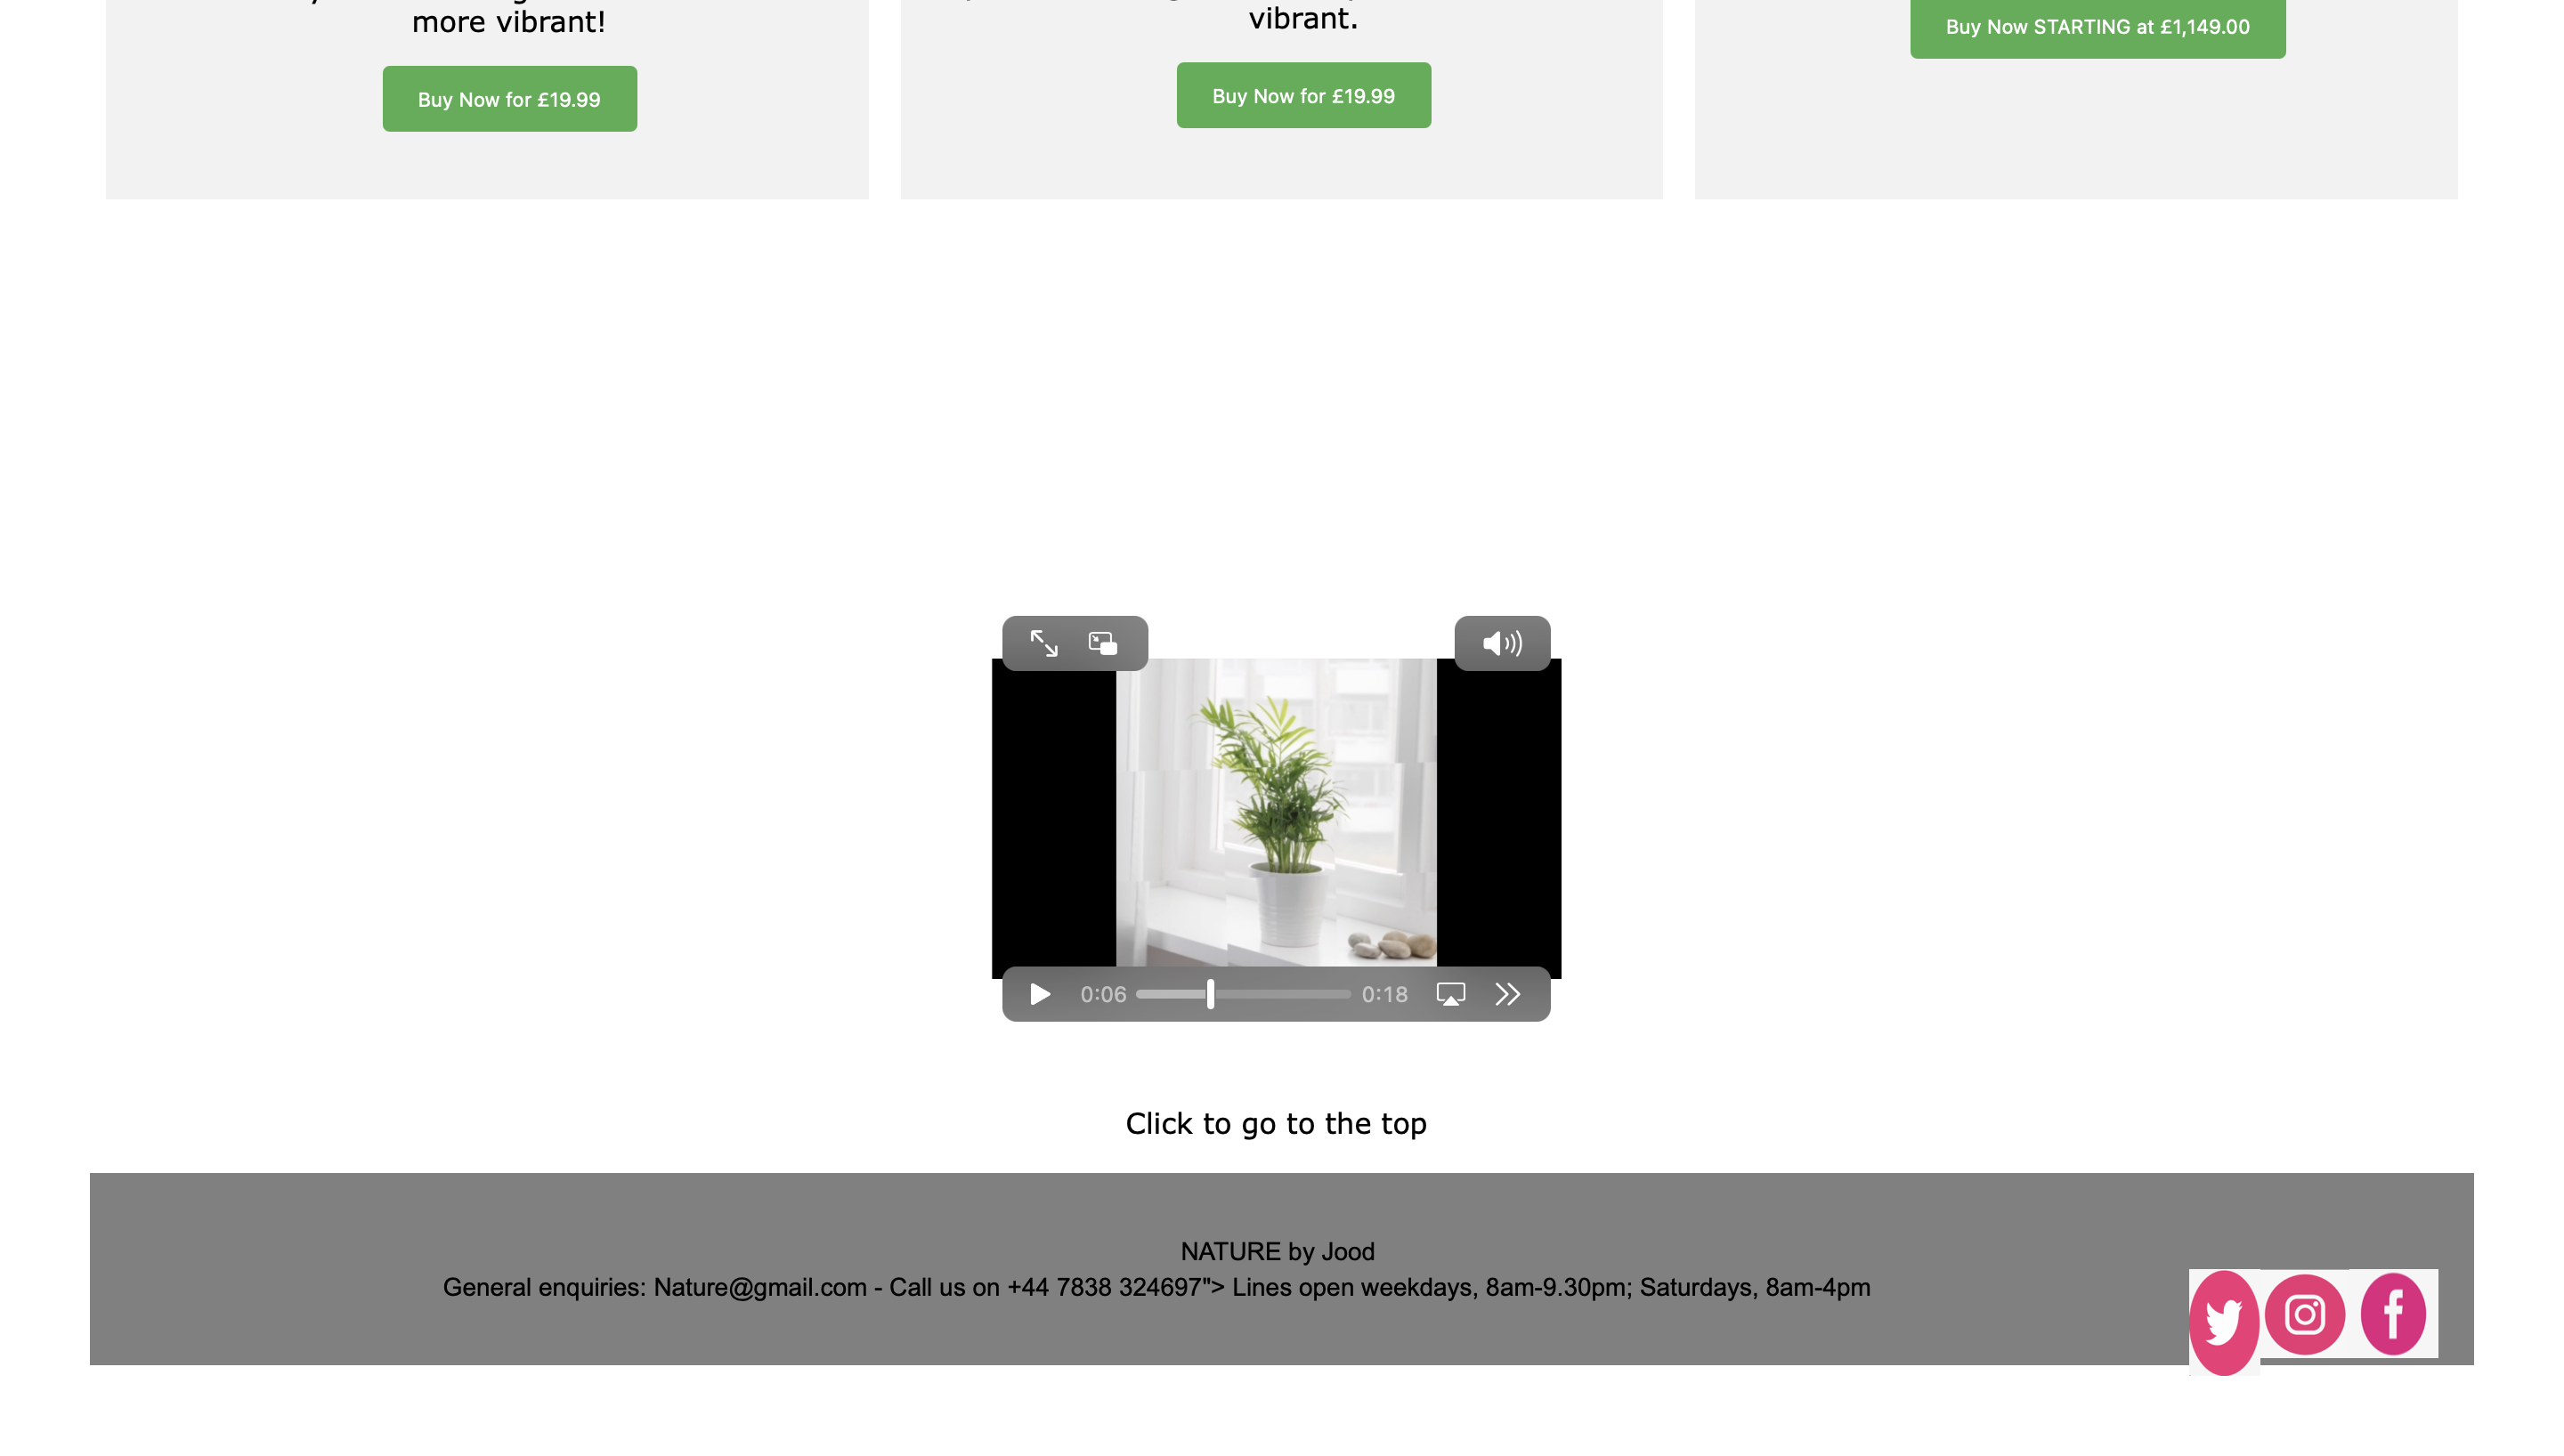 more vibrant!
vibrant.
Buy Now STARTING at £1,149.00
Buy Now for £19.99
Buy Now for £19.99
0:06
0:18
Click to go to the top
NATURE by Jood
General enquiries: Nature@gmail.com - Call us on +44 7838 324697"> Lines open weekdays, 8am-9.30pm; Saturdays, 8am-4pm